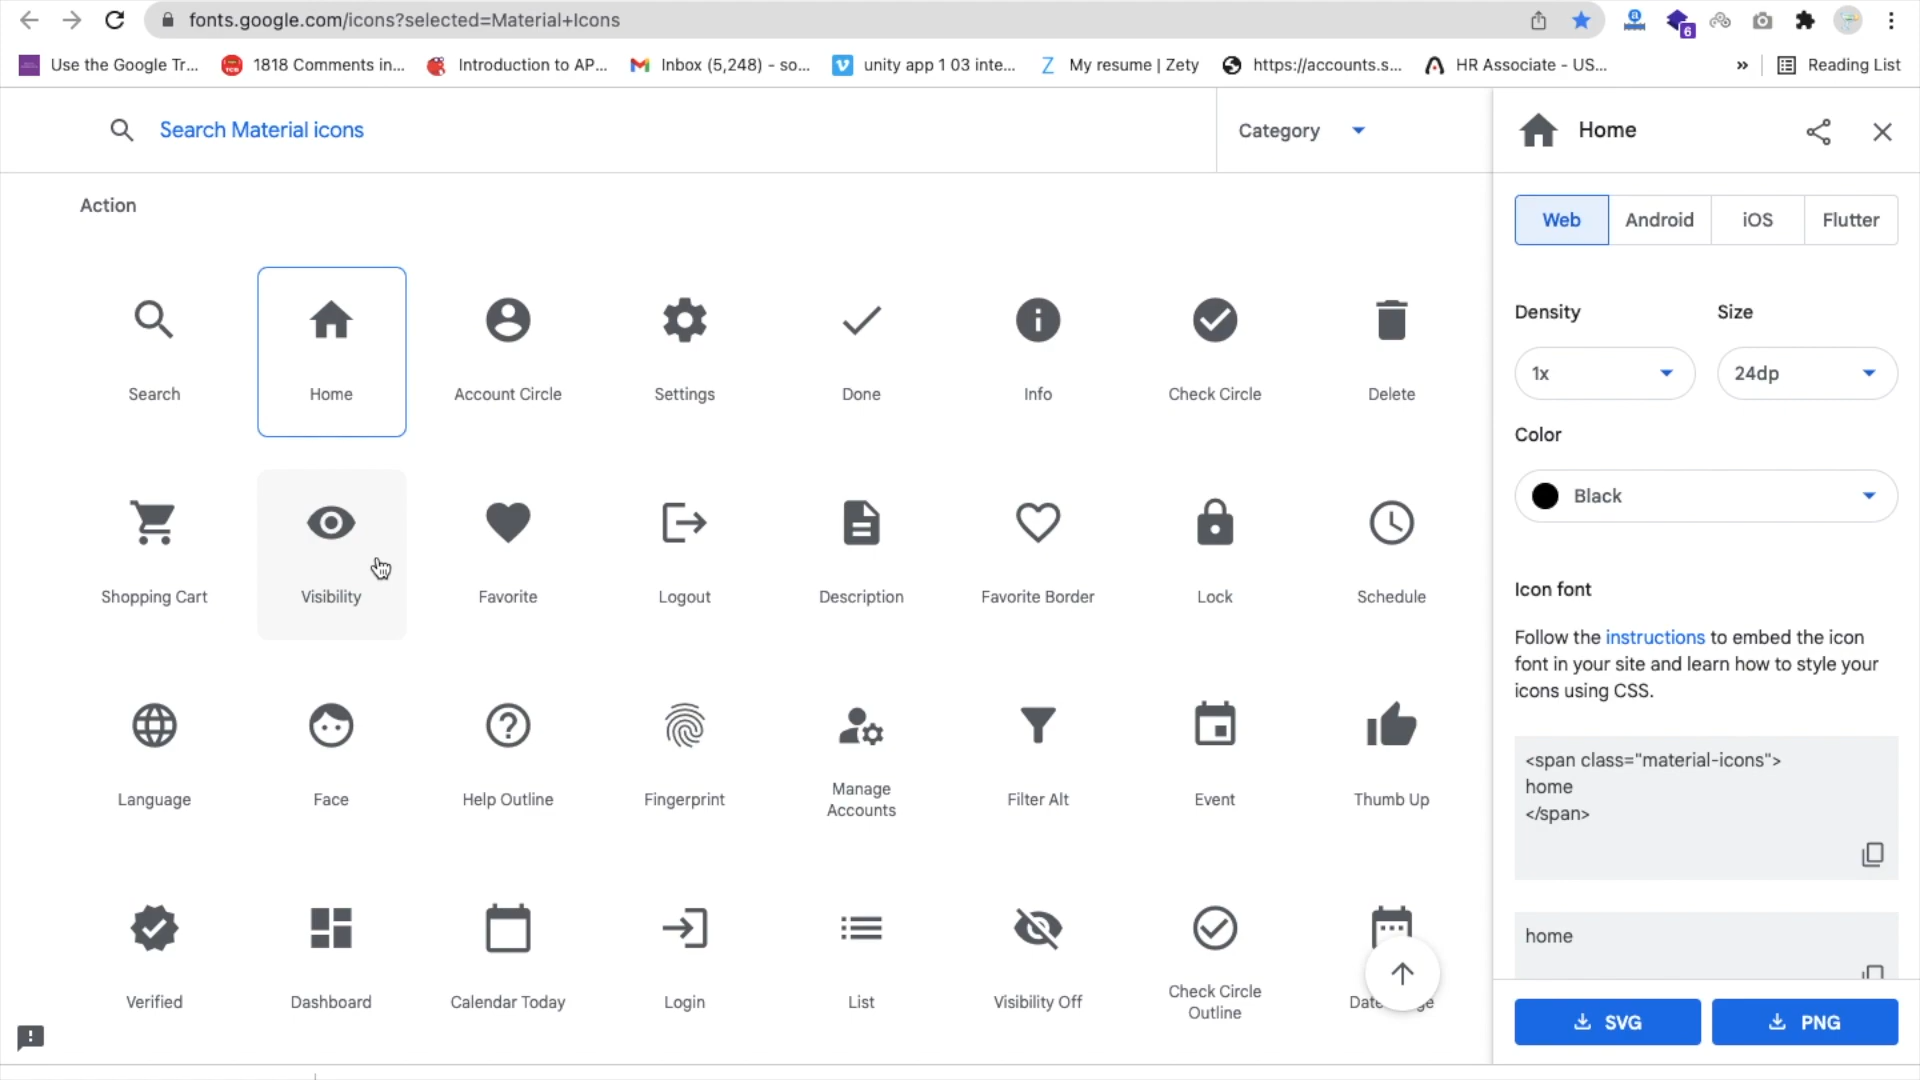 fonts.google.com/icons?selected=Material+Icons
6
Use the Google Tr...
1818 Comments in...
Introduction to AP...
Inbox (5,248) - so...
unity app 1 03 inte...
My resume | Zety
https://accounts.s...
HR Associate - US...
»
Reading List
Search Material icons
Category
Home
Action
Web
Android
iOS
Flutter
Search
Home
Account Circle
Settings
Done
Info
Check Circle
Delete
Density
Size
1x
24dp
Color
Black
Shopping Cart
Visibility
Favorite
Logout
Description
Favorite Border
Lock
Schedule
Icon font
Follow the instructions to embed the icon
font in your site and learn how to style your
icons using CSS.
Language
Face
Help Outline
Fingerprint
Manage
Accounts
Filter Alt
Event
Thumb Up
<span class="material-icons">
home
</span>
home
Verified
Dashboard
Calendar Today
Login
List
Visibility Off
Check Circle
Outline
SVG
PNG